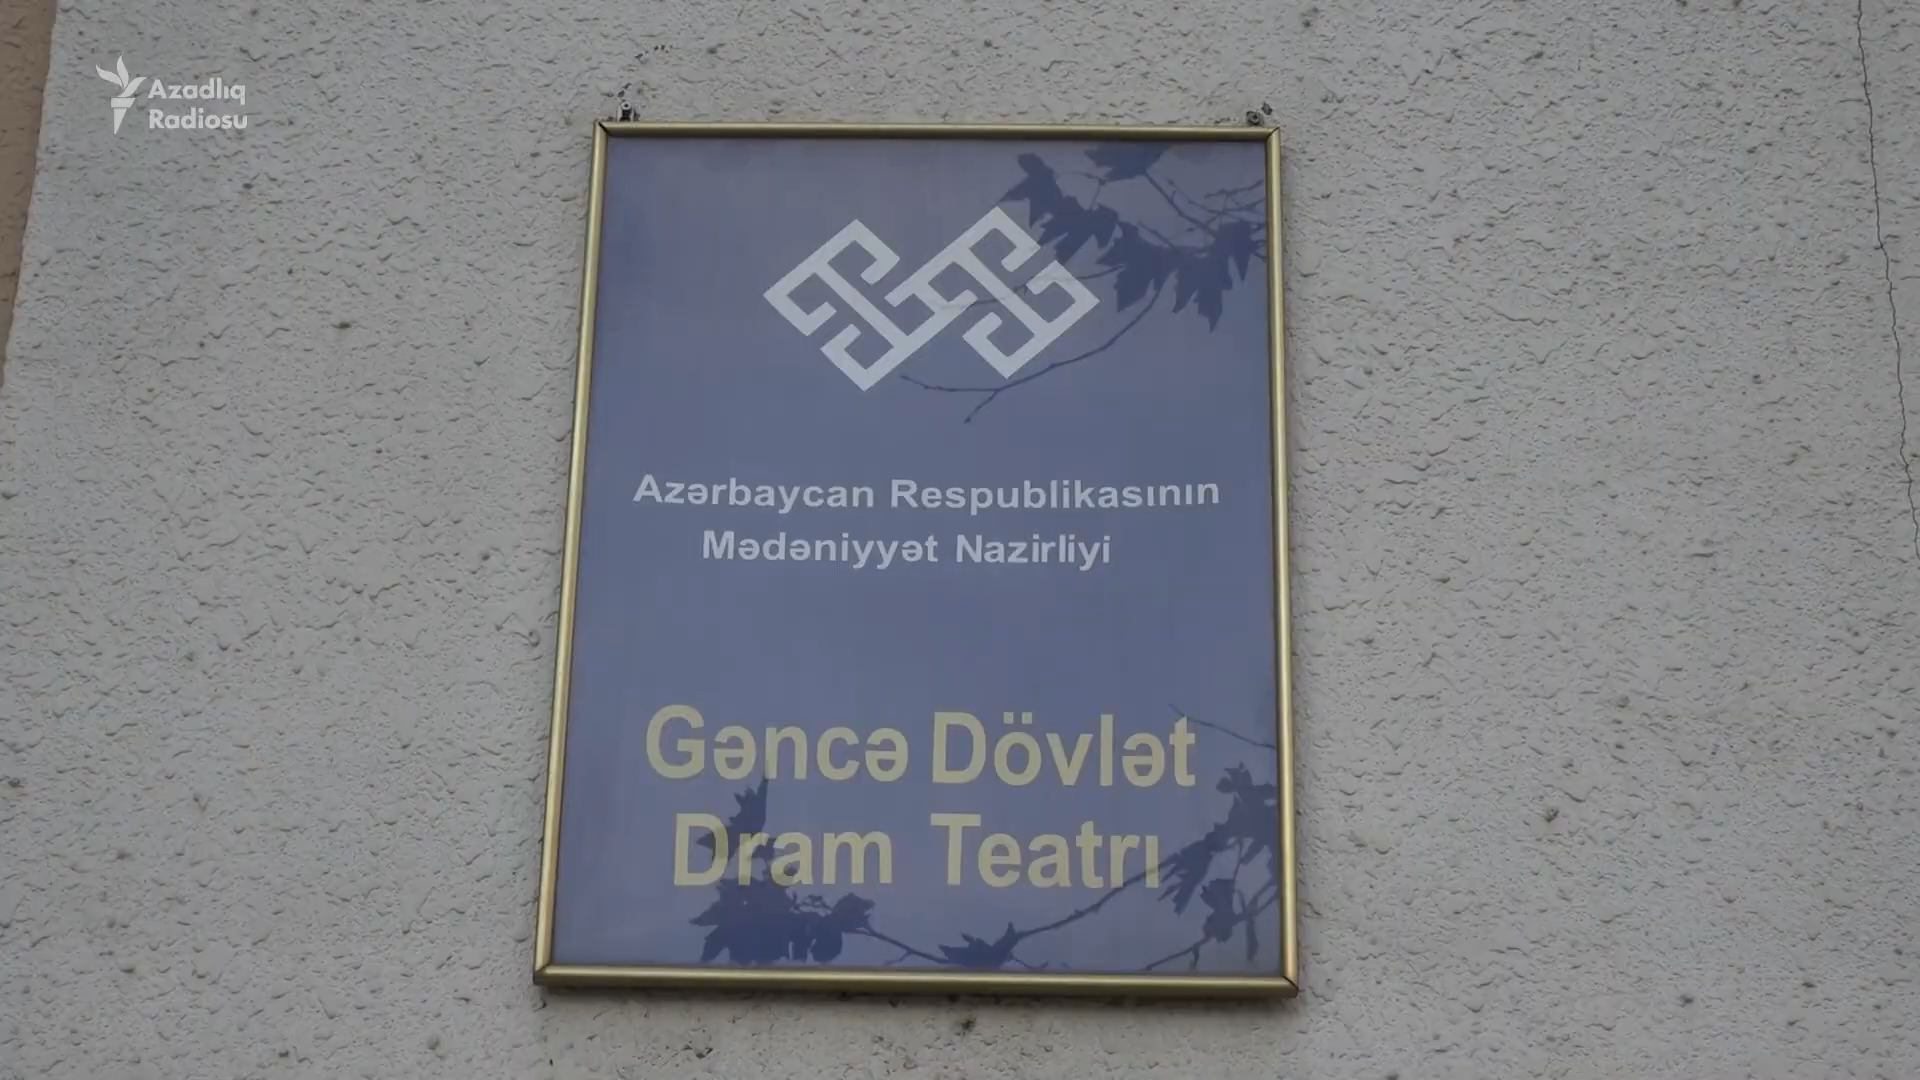 Azadlıq
Radiosu
Azərbaycan Respublikasının
Mədəniyyət Nazirliyi
Gəncə Dövlət
Dram Teatrı